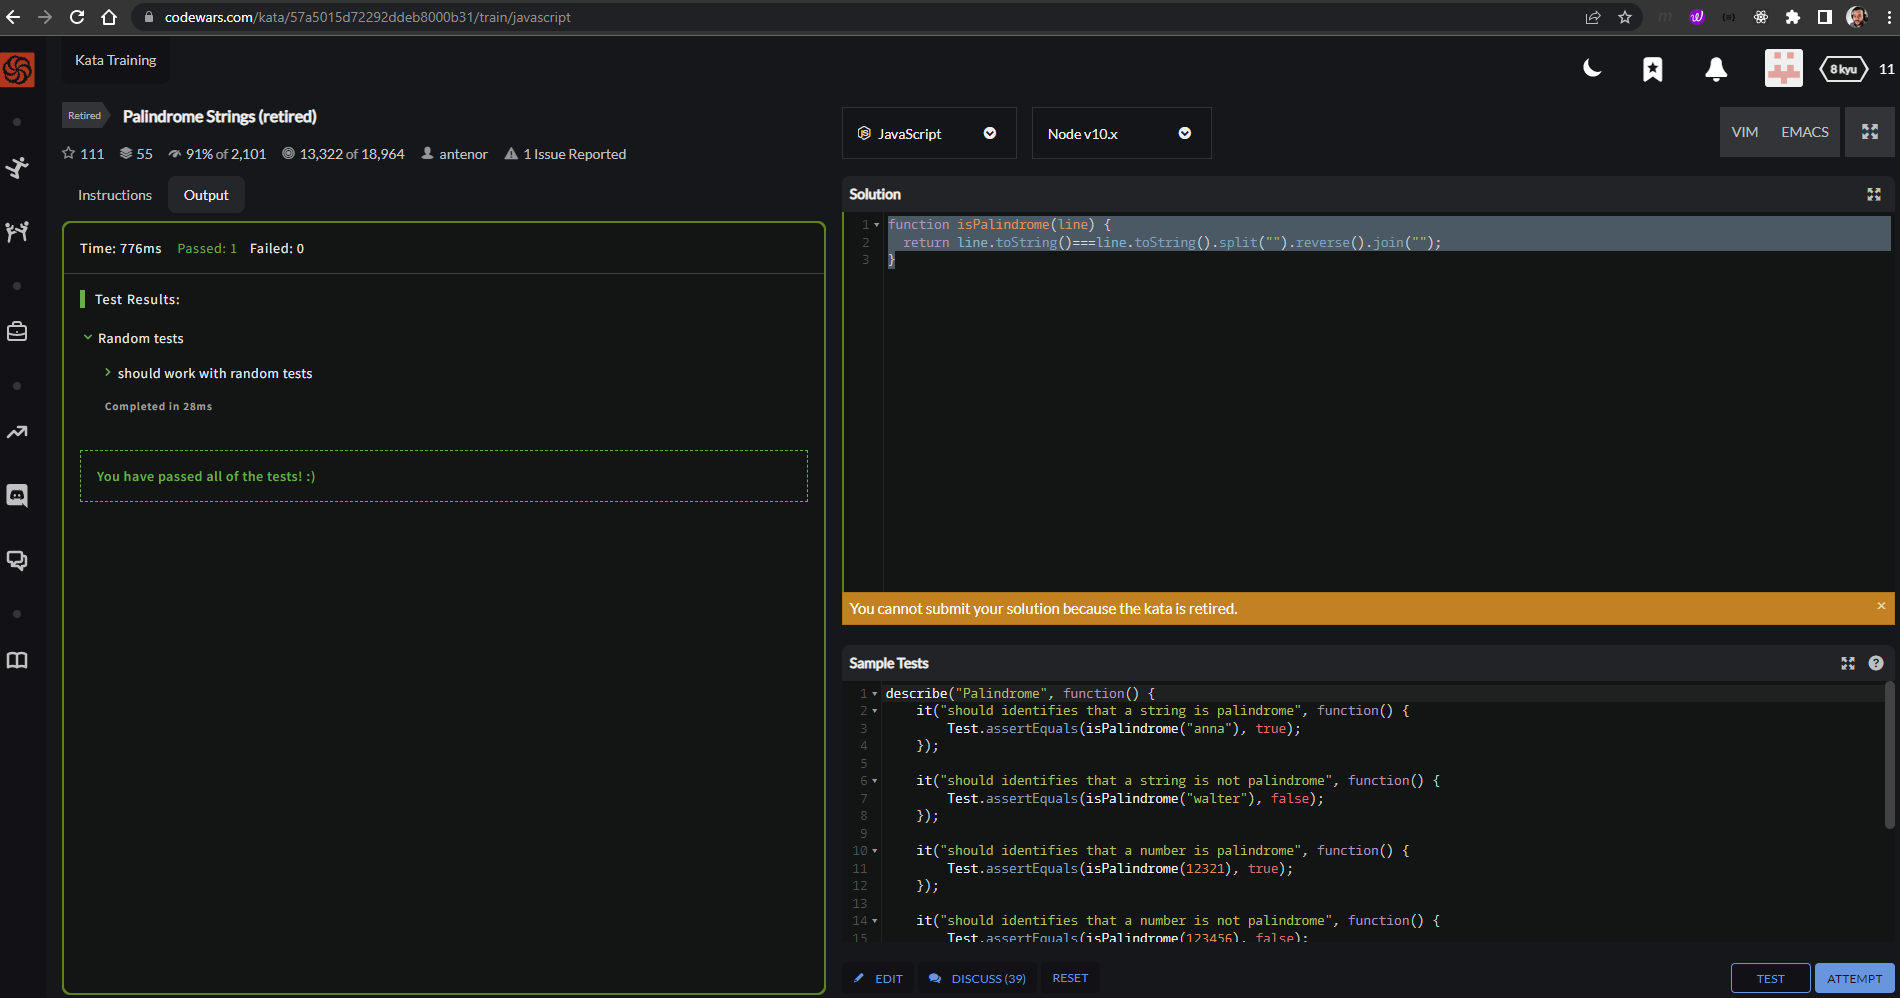 codewars.com/kata/57a5015d72292ddeb8000b31/train/javascript
Kata Training
8 kyu 11
Retired Palindrome Strings (retired)
111 55 91% of 2,101 13,322 of 18,964 antenor 1 Issue Reported
Instructions Output
Time: 776ms Passed: 1 Failed: 0
Test Results:
Random tests
should work with random tests
Completed in 28ms
You have passed all of the tests! :)
JavaScript Node v10.x VIM EMACS
Solution
1 function isPalindrome(line) {
2 return line.toString()===line.toString().split("").reverse().join("");
3 }
You cannot submit your solution because the kata is retired. ×
Sample Tests ?
1 describe("Palindrome", function() {
2 it("should identifies that a string is palindrome", function() {
3 Test.assertEquals(isPalindrome("anna"), true);
4 });
5
6 it("should identifies that a string is not palindrome", function() {
7 Test.assertEquals(isPalindrome("walter"), false);
8 });
9
10 it("should identifies that a number is palindrome", function() {
11 Test.assertEquals(isPalindrome(12321), true);
12 });
13
14 it("should identifies that a number is not palindrome", function() {
15 Test.assertEquals(isPalindrome(123456), false);
EDIT DISCUSS (39) RESET TEST ATTEMPT